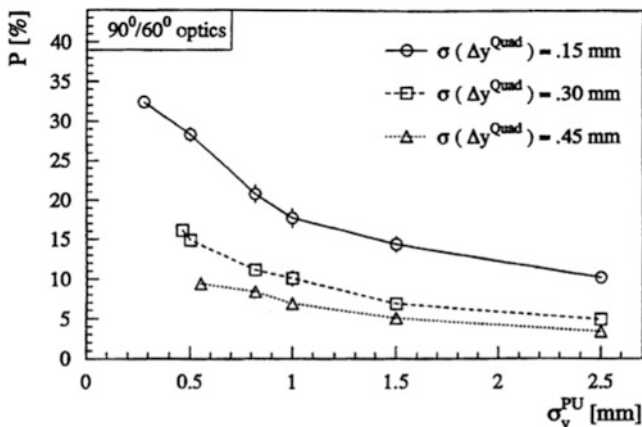 P [%]
90⁰/60⁰ optics
σ ( Δy^Quad ) = .15 mm
σ ( Δy^Quad ) = .30 mm
σ ( Δy^Quad ) = .45 mm
40
35
30
25
20
15
10
5
0
0 0.5 1 1.5 2 2.5
σ_y^PU [mm]